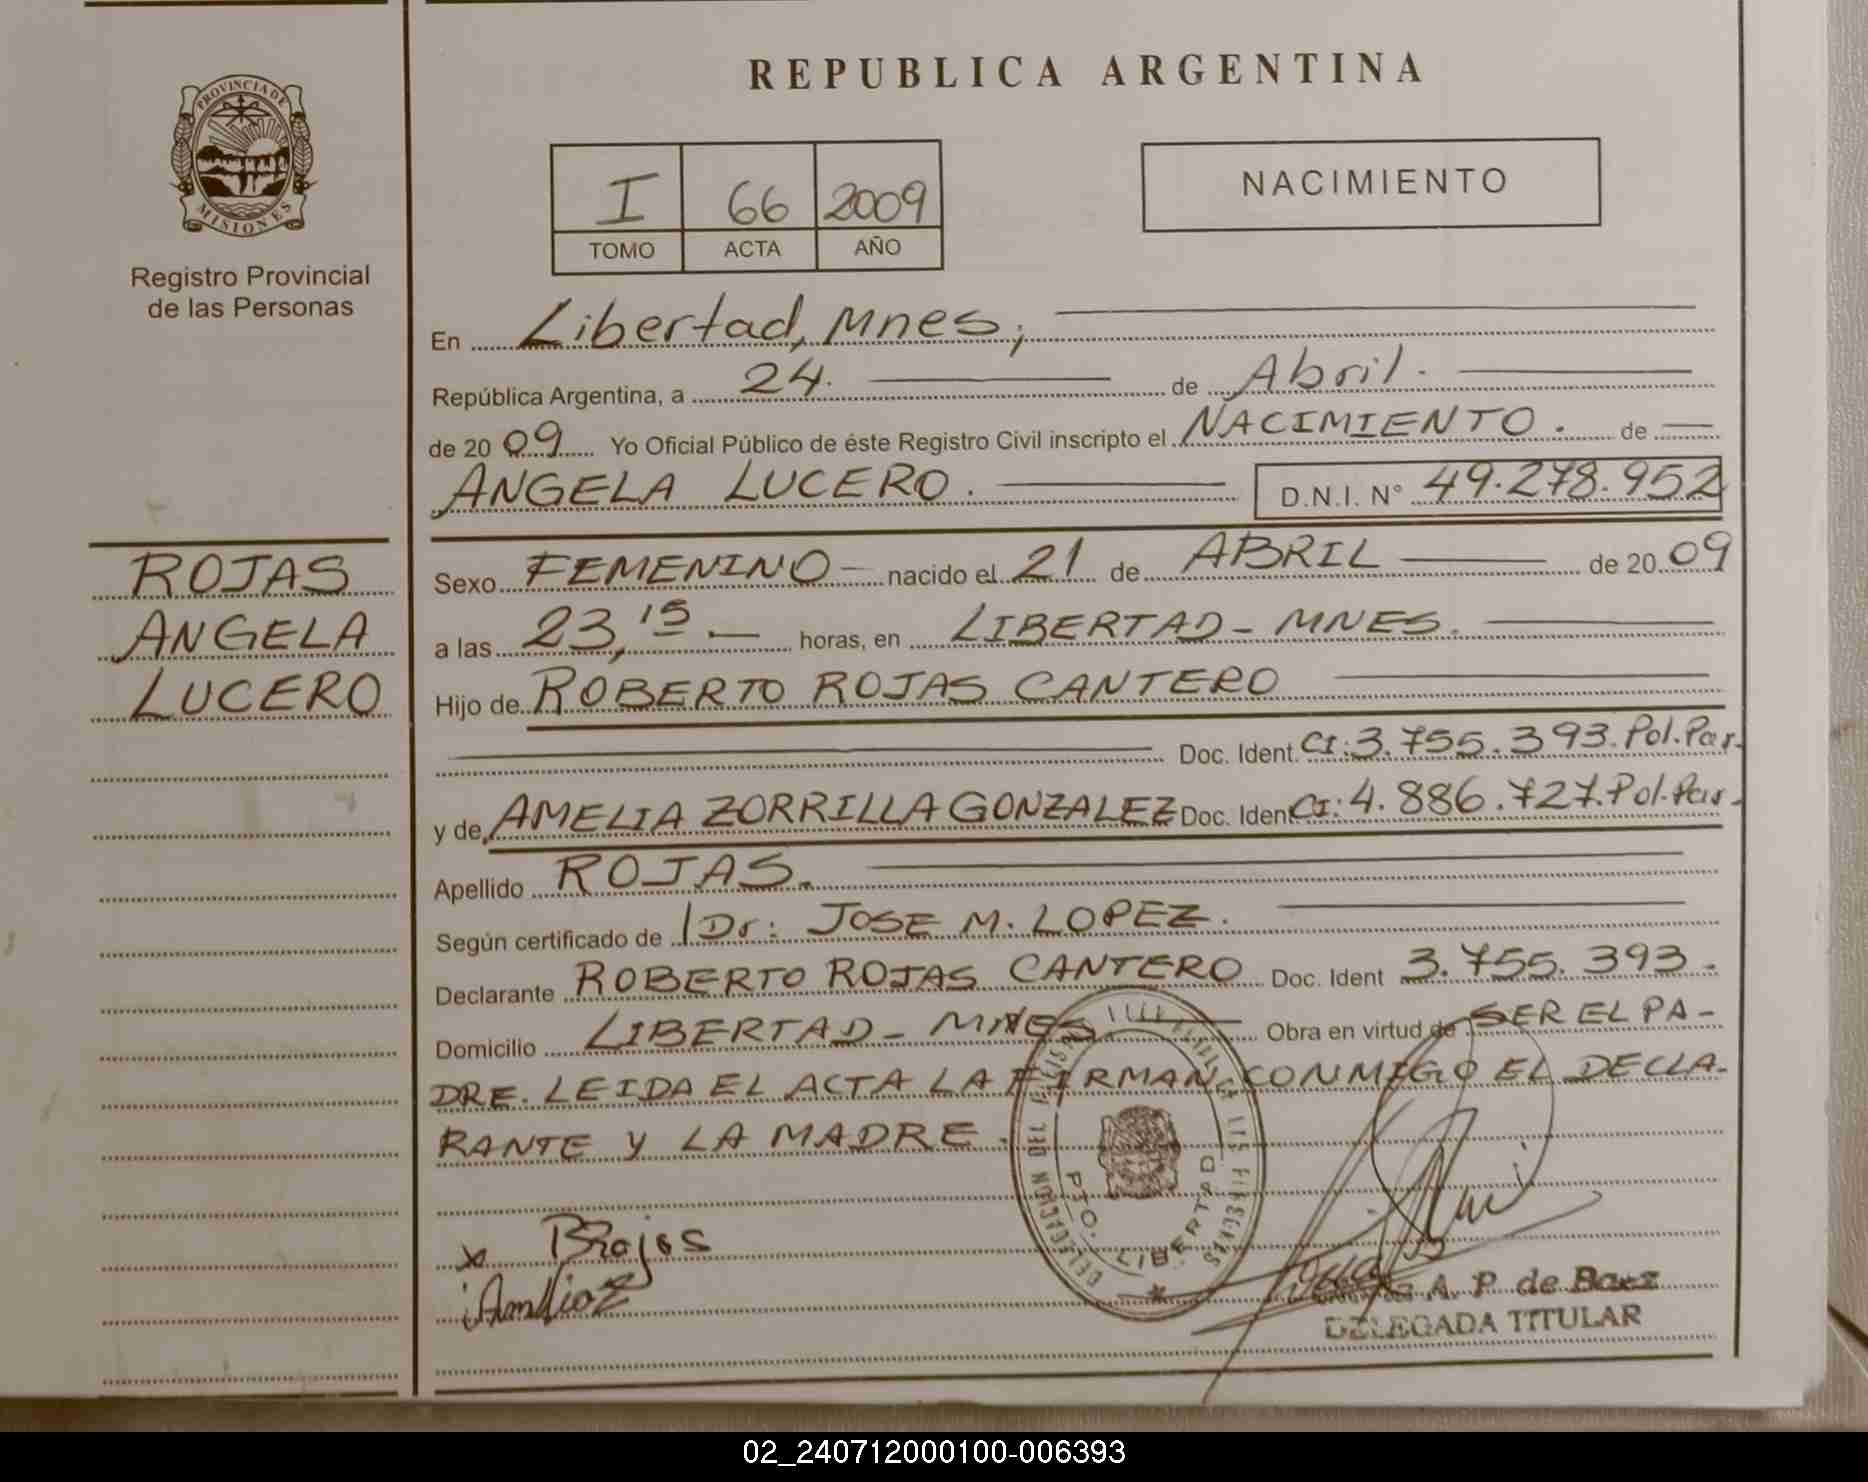 REPUBLICA ARGENTINA
PROVINCIA DE
MISIONES
Registro Provincial
de las Personas
I 66 2009
TOMO ACTA AÑO
NACIMIENTO
En Libertad, Mnes;
República Argentina, a 24. de Abril.
de 2009 Yo Oficial Público de éste Registro Civil inscripto el NACIMIENTO. de
ANGELA LUCERO. D.N.I. N° 49.278.952
ROJAS
ANGELA
LUCERO
Sexo FEMENINO nacido el 21 de ABRIL de 2009
a las 23,15 horas, en LIBERTAD - MNES.
Hijo de ROBERTO ROJAS CANTERO
Doc. Ident. CI: 3.755.393. Pol. Par.
y de AMELIA ZORRILLA GONZALEZ Doc. Ident CI: 4.886.727. Pol. Par.
Apellido ROJAS.
Según certificado de Dr: JOSE M. LOPEZ.
Declarante ROBERTO ROJAS CANTERO Doc. Ident 3.755.393.
Domicilio LIBERTAD - MNES. Obra en virtud de SER EL PA-
DRE. LEIDA EL ACTA LA FIRMAN CONMIGO EL DECLA-
RANTE Y LA MADRE.
DELEGACION DEL
PTO. LIBERTAD
x BRojas
Amelia Z
A. P. de Baez
DELEGADA TITULAR
02_240712000100-006393